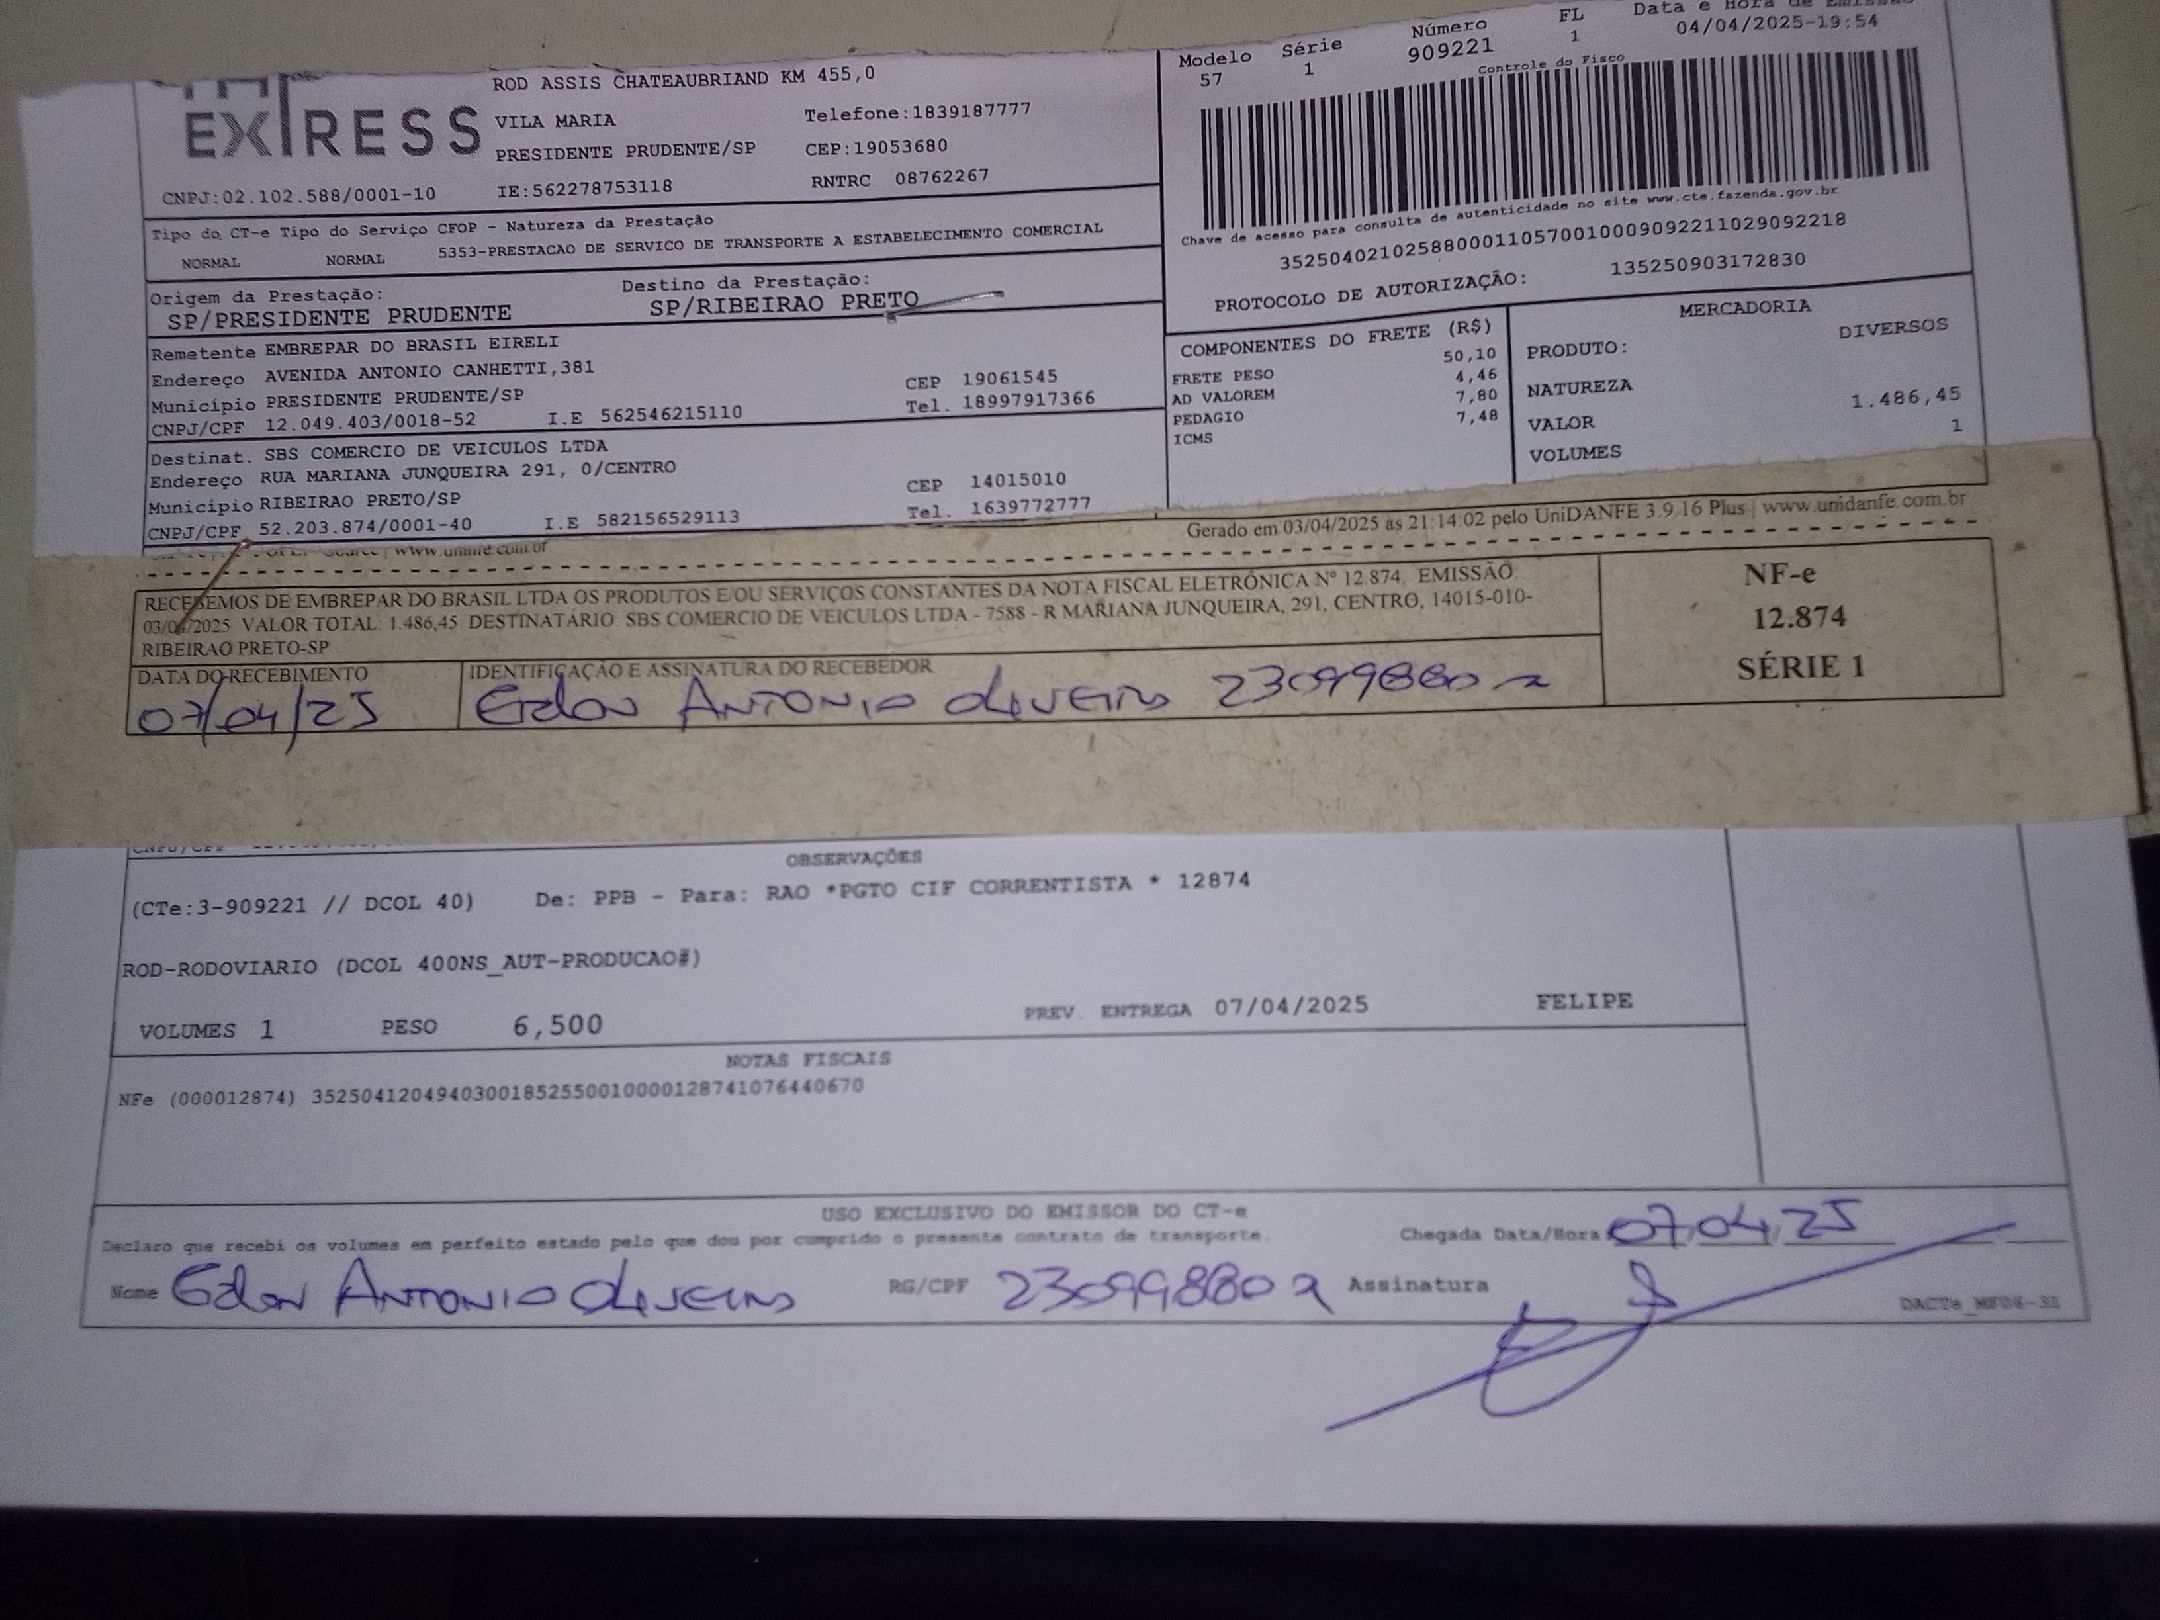 EXPRESS
ROD ASSIS CHATEAUBRIAND KM 455,0
VILA MARIA Telefone:1839187777
PRESIDENTE PRUDENTE/SP CEP:19053680
CNPJ:02.102.588/0001-10 IE:562278753118 RNTRC 08762267
Tipo do CT-e Tipo do Serviço CFOP - Natureza da Prestação
NORMAL NORMAL 5353-PRESTACAO DE SERVICO DE TRANSPORTE A ESTABELECIMENTO COMERCIAL
Origem da Prestação: Destino da Prestação:
SP/PRESIDENTE PRUDENTE SP/RIBEIRAO PRETO
Remetente EMBREPAR DO BRASIL EIRELI
Endereço AVENIDA ANTONIO CANHETTI,381
Município PRESIDENTE PRUDENTE/SP CEP 19061545
CNPJ/CPF 12.049.403/0018-52 I.E 562546215110 Tel. 18997917366
Destinat. SBS COMERCIO DE VEICULOS LTDA
Endereço RUA MARIANA JUNQUEIRA 291, 0/CENTRO
Município RIBEIRAO PRETO/SP CEP 14015010
CNPJ/CPF 52.203.874/0001-40 I.E 582156529113 Tel. 1639772777
Modelo Série Número FL Data e Hora de Emissão
57 1 909221 1 04/04/2025-19:54
Controle do Fisco
Chave de acesso para consulta de autenticidade no site www.cte.fazenda.gov.br
35250402102588000110570010009092211029092218
PROTOCOLO DE AUTORIZAÇÃO: 135250903172830
COMPONENTES DO FRETE (R$)
FRETE PESO 50,10
AD VALOREM 4,46
PEDAGIO 7,80
ICMS 7,48
MERCADORIA
PRODUTO: DIVERSOS
NATUREZA
VALOR 1.486,45
VOLUMES 1
www.uninfe.com.br
Gerado em 03/04/2025 às 21:14:02 pelo UniDANFE 3.9.16 Plus | www.unidanfe.com.br
RECEBEMOS DE EMBREPAR DO BRASIL LTDA OS PRODUTOS E/OU SERVIÇOS CONSTANTES DA NOTA FISCAL ELETRÔNICA Nº 12.874. EMISSÃO:
03/04/2025 VALOR TOTAL: 1.486,45 DESTINATÁRIO: SBS COMERCIO DE VEICULOS LTDA - 7588 - R MARIANA JUNQUEIRA, 291, CENTRO, 14015-010-
RIBEIRAO PRETO-SP
DATA DO RECEBIMENTO IDENTIFICAÇÃO E ASSINATURA DO RECEBEDOR
07/04/25 Edson Antonio Oliveira 23099880
NF-e
12.874
SÉRIE 1
OBSERVAÇÕES
(CTe:3-909221 // DCOL 40) De: PPB - Para: RAO *PGTO CIF CORRENTISTA * 12874
ROD-RODOVIARIO (DCOL 400NS_AUT-PRODUCAO#)
VOLUMES 1 PESO 6,500 PREV. ENTREGA 07/04/2025 FELIPE
NOTAS FISCAIS
NFe (000012874) 35250412049403001852550010000128741076440670
USO EXCLUSIVO DO EMISSOR DO CT-e
Declaro que recebi os volumes em perfeito estado pelo que dou por cumprido o presente contrato de transporte. Chegada Data/Hora 07/04/25
Nome Edson Antonio Oliveira RG/CPF 23099880 Assinatura
DACTe_MF06-31